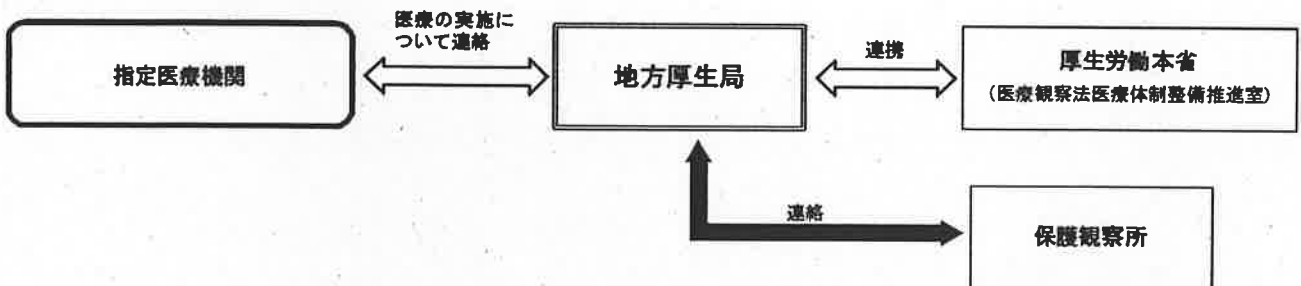 医療の実施に
ついて連絡
指定医療機関
地方厚生局
連携
厚生労働本省
（医療観察法医療体制整備推進室）
連絡
保護観察所